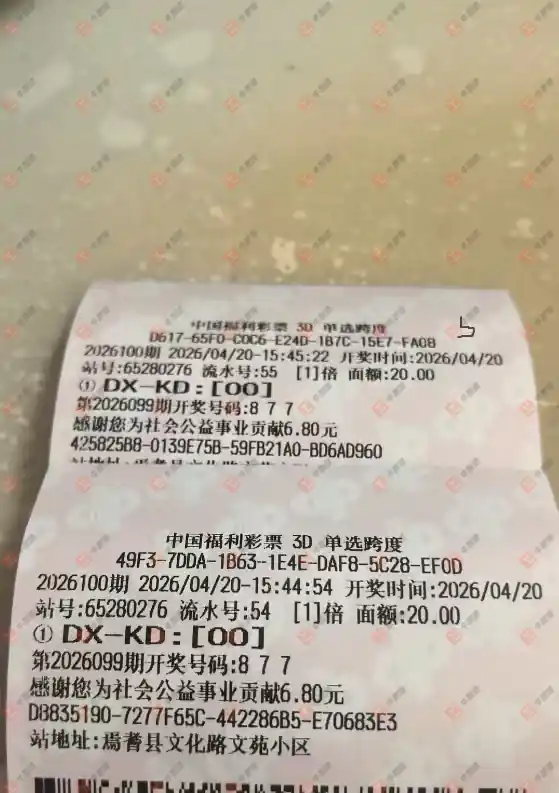 中国福利彩票 3D 单选跨度
D617-65F0-C0C6-E24D-1B7C-15E7-FA08
2026100期 2026/04/20-15:45:22 开奖时间:2026/04/20
站号:65280276 流水号:55 [1]倍 面额:20.00
① DX-KD:[00]
第2026099期开奖号码:8 7 7
感谢您为社会公益事业贡献6.80元
425825B8-0139E75B-59FB21A0-BD6AD960
中国福利彩票 3D 单选跨度
49F3-7DDA-1B63-1E4E-DAF8-5C28-EF0D
2026100期 2026/04/20-15:44:54 开奖时间:2026/04/20
站号:65280276 流水号:54 [1]倍 面额:20.00
① DX-KD:[00]
第2026099期开奖号码:8 7 7
感谢您为社会公益事业贡献6.80元
D8835190-7277F65C-442286B5-E70683E3
站地址:焉耆县文化路文苑小区